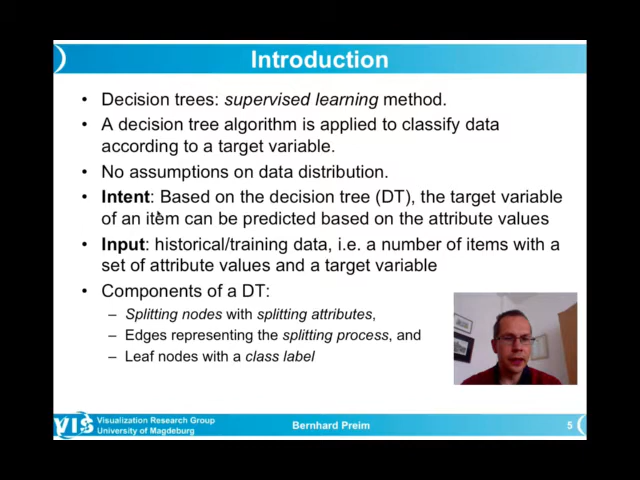 Introduction
• Decision trees: supervised learning method.
• A decision tree algorithm is applied to classify data
according to a target variable.
• No assumptions on data distribution.
• Intent: Based on the decision tree (DT), the target variable
of an item can be predicted based on the attribute values
• Input: historical/training data, i.e. a number of items with a
set of attribute values and a target variable
• Components of a DT:
– Splitting nodes with splitting attributes,
– Edges representing the splitting process, and
– Leaf nodes with a class label
VIS
Visualization Research Group
University of Magdeburg
Bernhard Preim
5